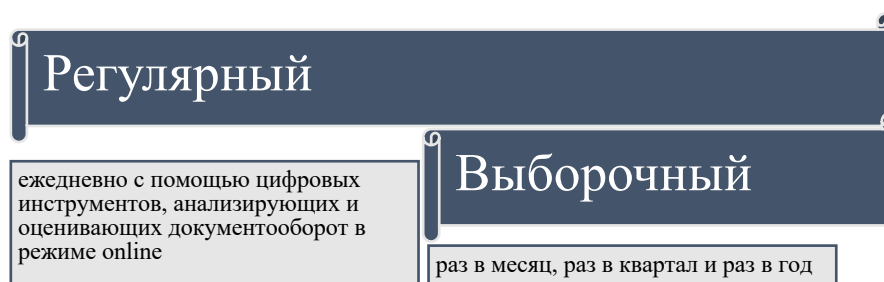 Регулярный
ежедневно с помощью цифровых
инструментов, анализирующих и
оценивающих документооборот в
режиме online
Выборочный
раз в месяц, раз в квартал и раз в год